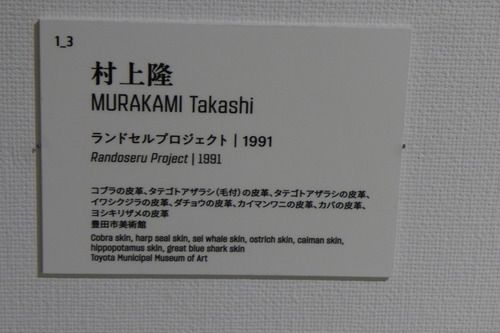 1_3
村上隆
MURAKAMI Takashi
ランドセルプロジェクト | 1991
Randoseru Project | 1991
コブラの皮革、タテゴトアザラシ(毛付)の皮革、タテゴトアザラシの皮革、
イワシクジラの皮革、ダチョウの皮革、カイマンワニの皮革、カバの皮革、
ヨシキリザメの皮革
豊田市美術館
Cobra skin, harp seal skin, sei whale skin, ostrich skin, caiman skin,
hippopotamus skin, great blue shark skin
Toyota Municipal Museum of Art